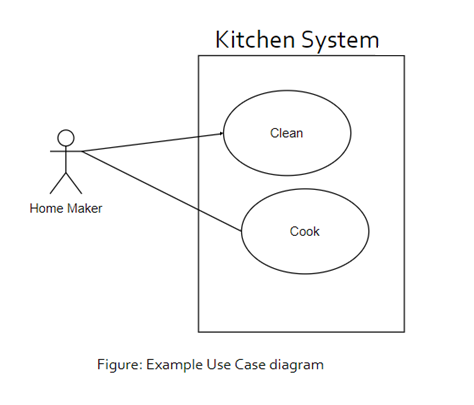 Kitchen System
Clean
Home Maker
Cook
Figure: Example Use Case diagram